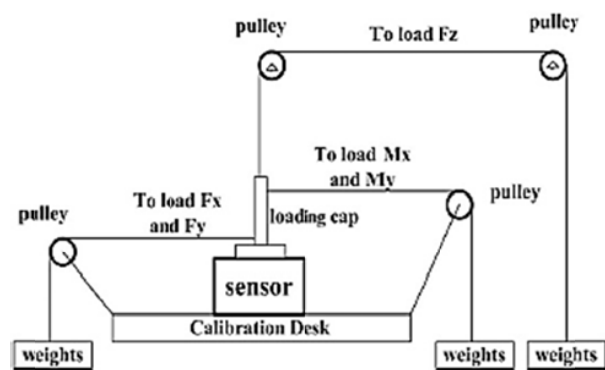 pulley
To load Fz
pulley
To load Mx
and My
To load Fx
and Fy
pulley
pulley
loading cap
sensor
Calibration Desk
weights
weights
weights